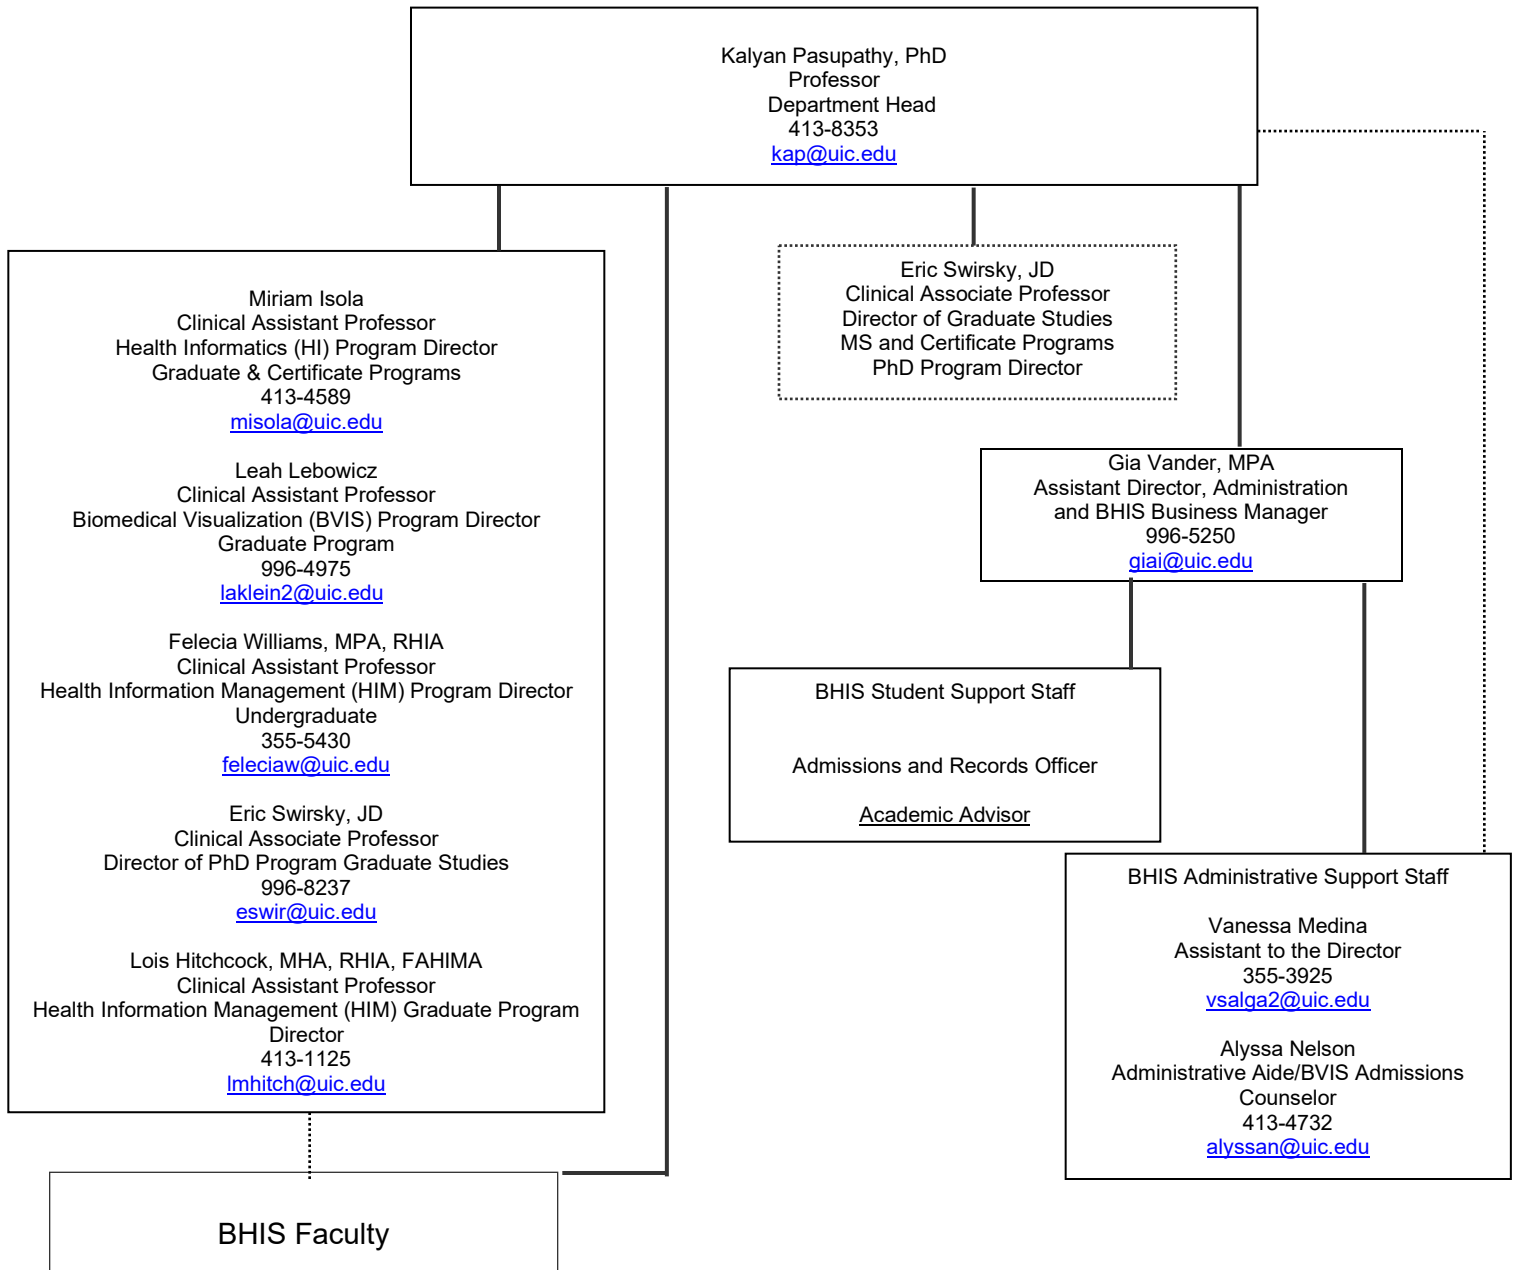 Kalyan Pasupathy, PhD
Professor
Department Head
413-8353
kap@uic.edu
Miriam Isola
Clinical Assistant Professor
Health Informatics (HI) Program Director
Graduate & Certificate Programs
413-4589
misola@uic.edu
Leah Lebowicz
Clinical Assistant Professor
Biomedical Visualization (BVIS) Program Director
Graduate Program
996-4975
laklein2@uic.edu
Felecia Williams, MPA, RHIA
Clinical Assistant Professor
Health Information Management (HIM) Program Director
Undergraduate
355-5430
feleciaw@uic.edu
Eric Swirsky, JD
Clinical Associate Professor
Director of PhD Program Graduate Studies
996-8237
eswir@uic.edu
Lois Hitchcock, MHA, RHIA, FAHIMA
Clinical Assistant Professor
Health Information Management (HIM) Graduate Program
Director
413-1125
lmhitch@uic.edu
BHIS Faculty
Eric Swirsky, JD
Clinical Associate Professor
Director of Graduate Studies
MS and Certificate Programs
PhD Program Director
Gia Vander, MPA
Assistant Director, Administration
and BHIS Business Manager
996-5250
giai@uic.edu
BHIS Student Support Staff
Admissions and Records Officer
Academic Advisor
BHIS Administrative Support Staff
Vanessa Medina
Assistant to the Director
355-3925
vsalga2@uic.edu
Alyssa Nelson
Administrative Aide/BVIS Admissions
Counselor
413-4732
alyssan@uic.edu